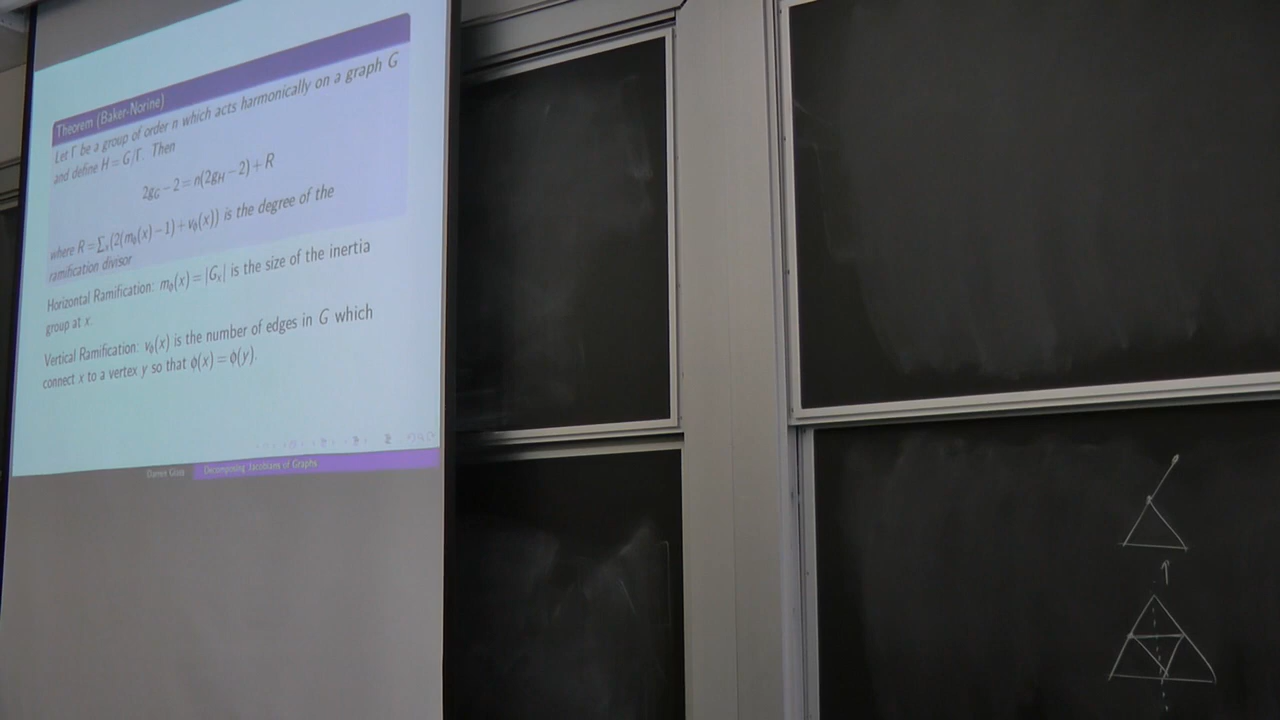 Theorem (Baker-Norine)
Let Γ be a group of order n which acts harmonically on a graph G
and define H = G/Γ. Then
2g_G − 2 = n(2g_H − 2) + R
where R = ∑_x(2(m_ϕ(x) − 1) + v_ϕ(x)) is the degree of the
ramification divisor
Horizontal Ramification: m_ϕ(x) = |G_x| is the size of the inertia
group at x.
Vertical Ramification: v_ϕ(x) is the number of edges in G which
connect x to a vertex y so that ϕ(x) = ϕ(y).
Darren Glass Decomposing Jacobians of Graphs